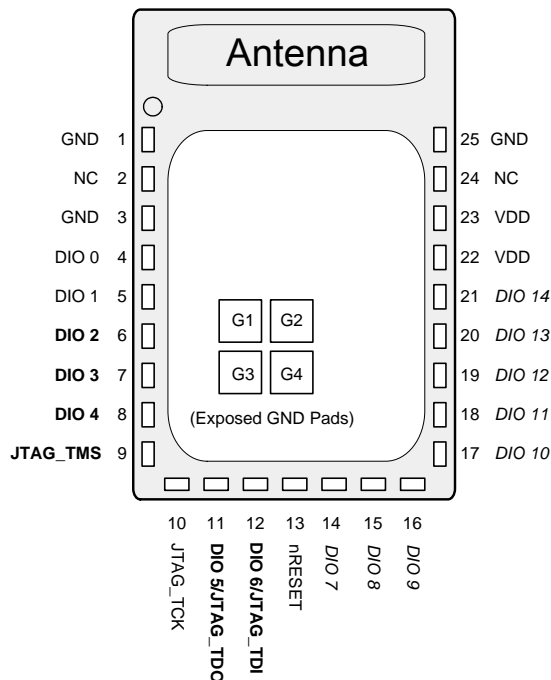 Antenna
GND 1
NC 2
GND 3
DIO 0 4
DIO 1 5
DIO 2 6
DIO 3 7
DIO 4 8
JTAG_TMS 9
25 GND
24 NC
23 VDD
22 VDD
21 DIO 14
20 DIO 13
19 DIO 12
18 DIO 11
17 DIO 10
G1 G2
G3 G4
(Exposed GND Pads)
10 JTAG_TCK
11 DIO 5/JTAG_TDO
12 DIO 6/JTAG_TDI
13 nRESET
14 DIO 7
15 DIO 8
16 DIO 9